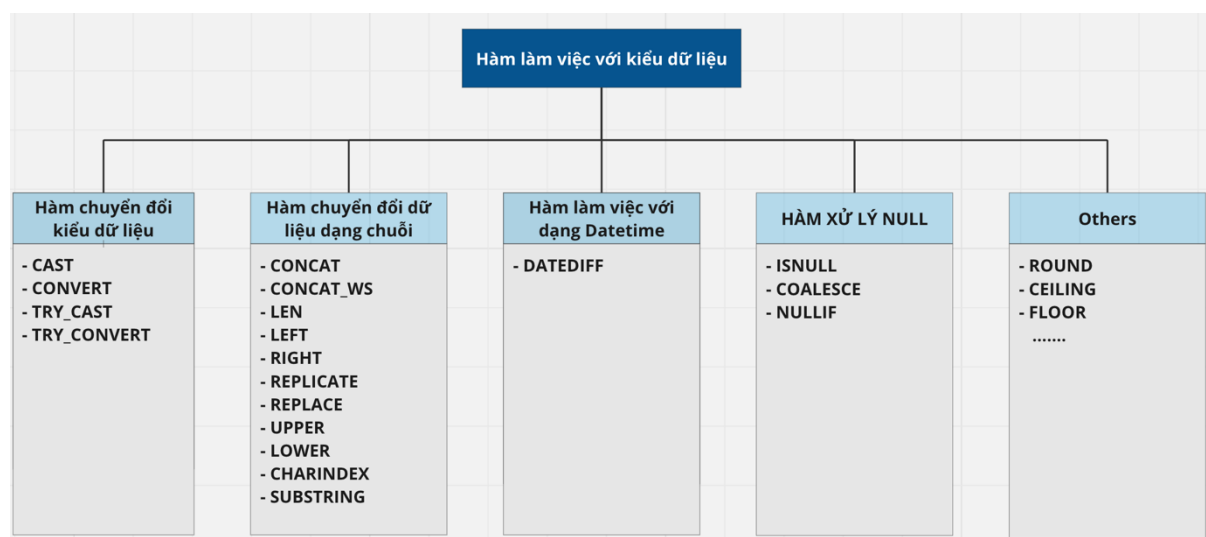 Hàm làm việc với kiểu dữ liệu
Hàm chuyển đổi
kiểu dữ liệu
- CAST
- CONVERT
- TRY_CAST
- TRY_CONVERT
Hàm chuyển đổi dữ
liệu dạng chuỗi
- CONCAT
- CONCAT_WS
- LEN
- LEFT
- RIGHT
- REPLICATE
- REPLACE
- UPPER
- LOWER
- CHARINDEX
- SUBSTRING
Hàm làm việc với
dạng Datetime
- DATEDIFF
HÀM XỬ LÝ NULL
- ISNULL
- COALESCE
- NULLIF
Others
- ROUND
- CEILING
- FLOOR
.......